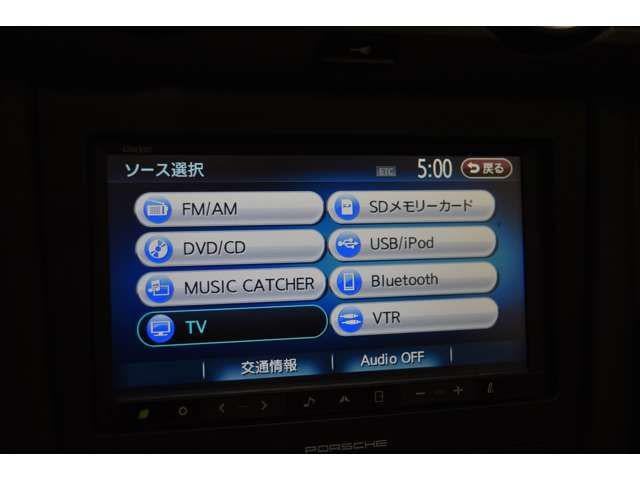 Clarion
ソース選択
ETC
5:00
戻る
FM/AM
SDメモリーカード
DVD/CD
USB/iPod
MUSIC CATCHER
Bluetooth
TV
VTR
交通情報
Audio OFF
PORSCHE